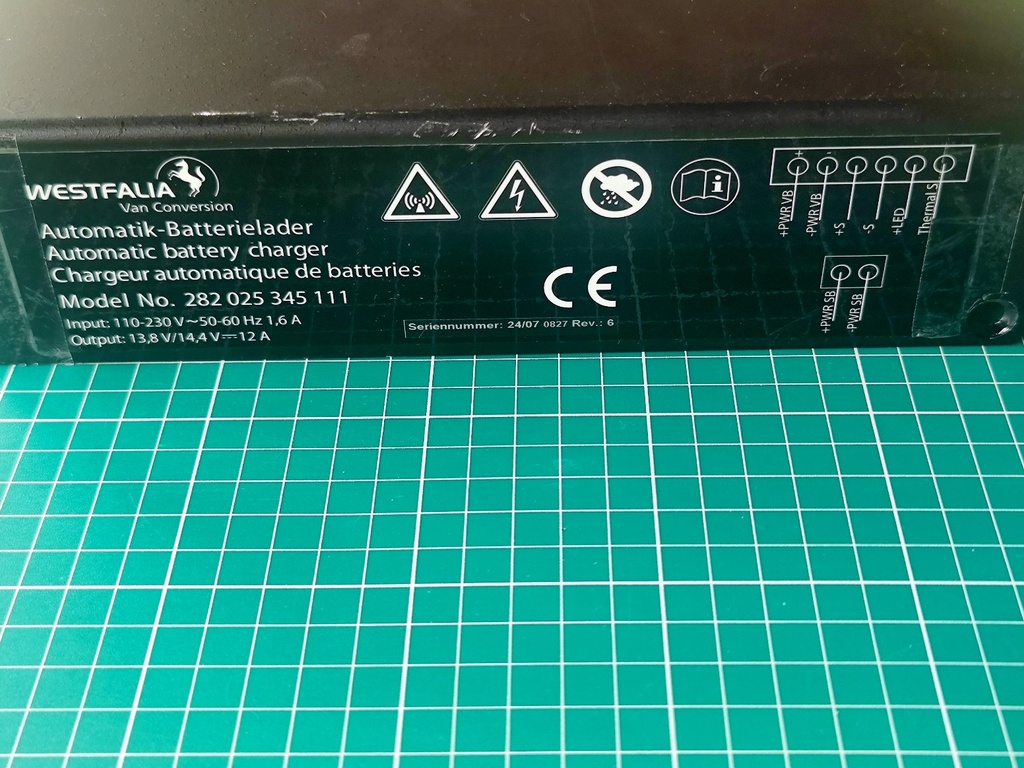 WESTFALIA
Van Conversion
Automatik-Batterielader
Automatic battery charger
Chargeur automatique de batteries
Model No. 282 025 345 111
Input: 110-230 V~50-60 Hz 1,6 A
Output: 13,8 V/14,4 V⎓12 A
i
CE
Seriennummer: 24/07 0827 Rev.: 6
+ -
+PWR VB
-PWR VB
+S
-S
+LED
Thermal S
+PWR SB
-PWR SB